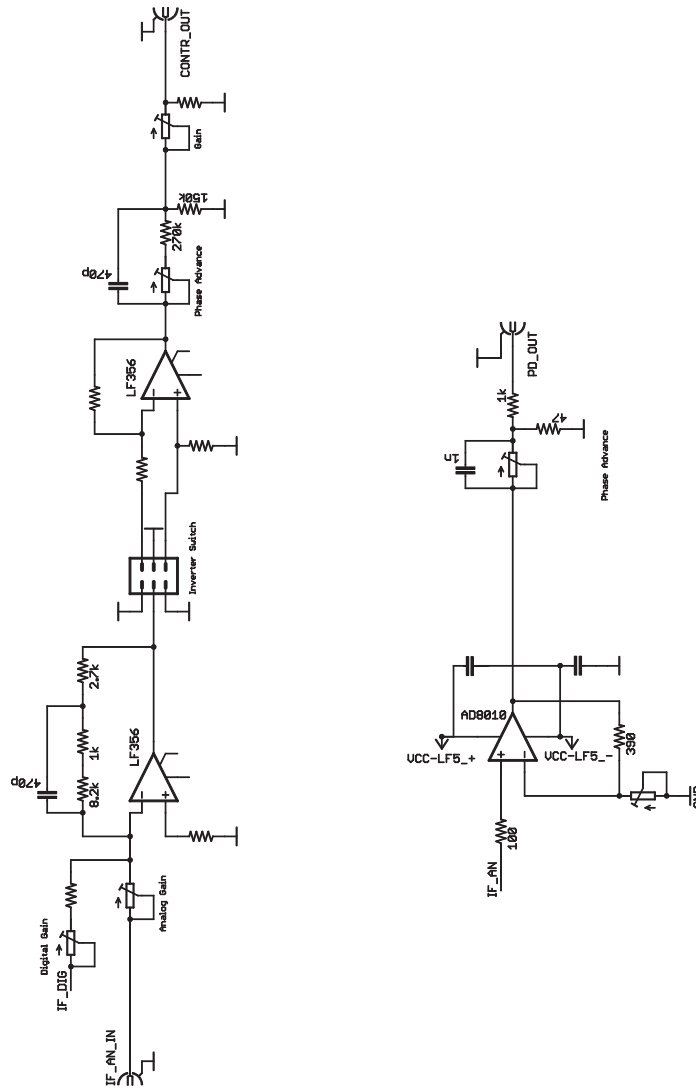 CONTR_OUT
Gain
150k
270k
470p
Phase Advance
LF356
Inverter Switch
2.7k
1k
8.2k
470p
LF356
Analog Gain
Digital Gain
IF_DIG
IF_AN_IN
PD_OUT
1k
47
1n
Phase Advance
AD8010
VCC-LF5_+
VCC-LF5_-
390
100
IF_AN
GND